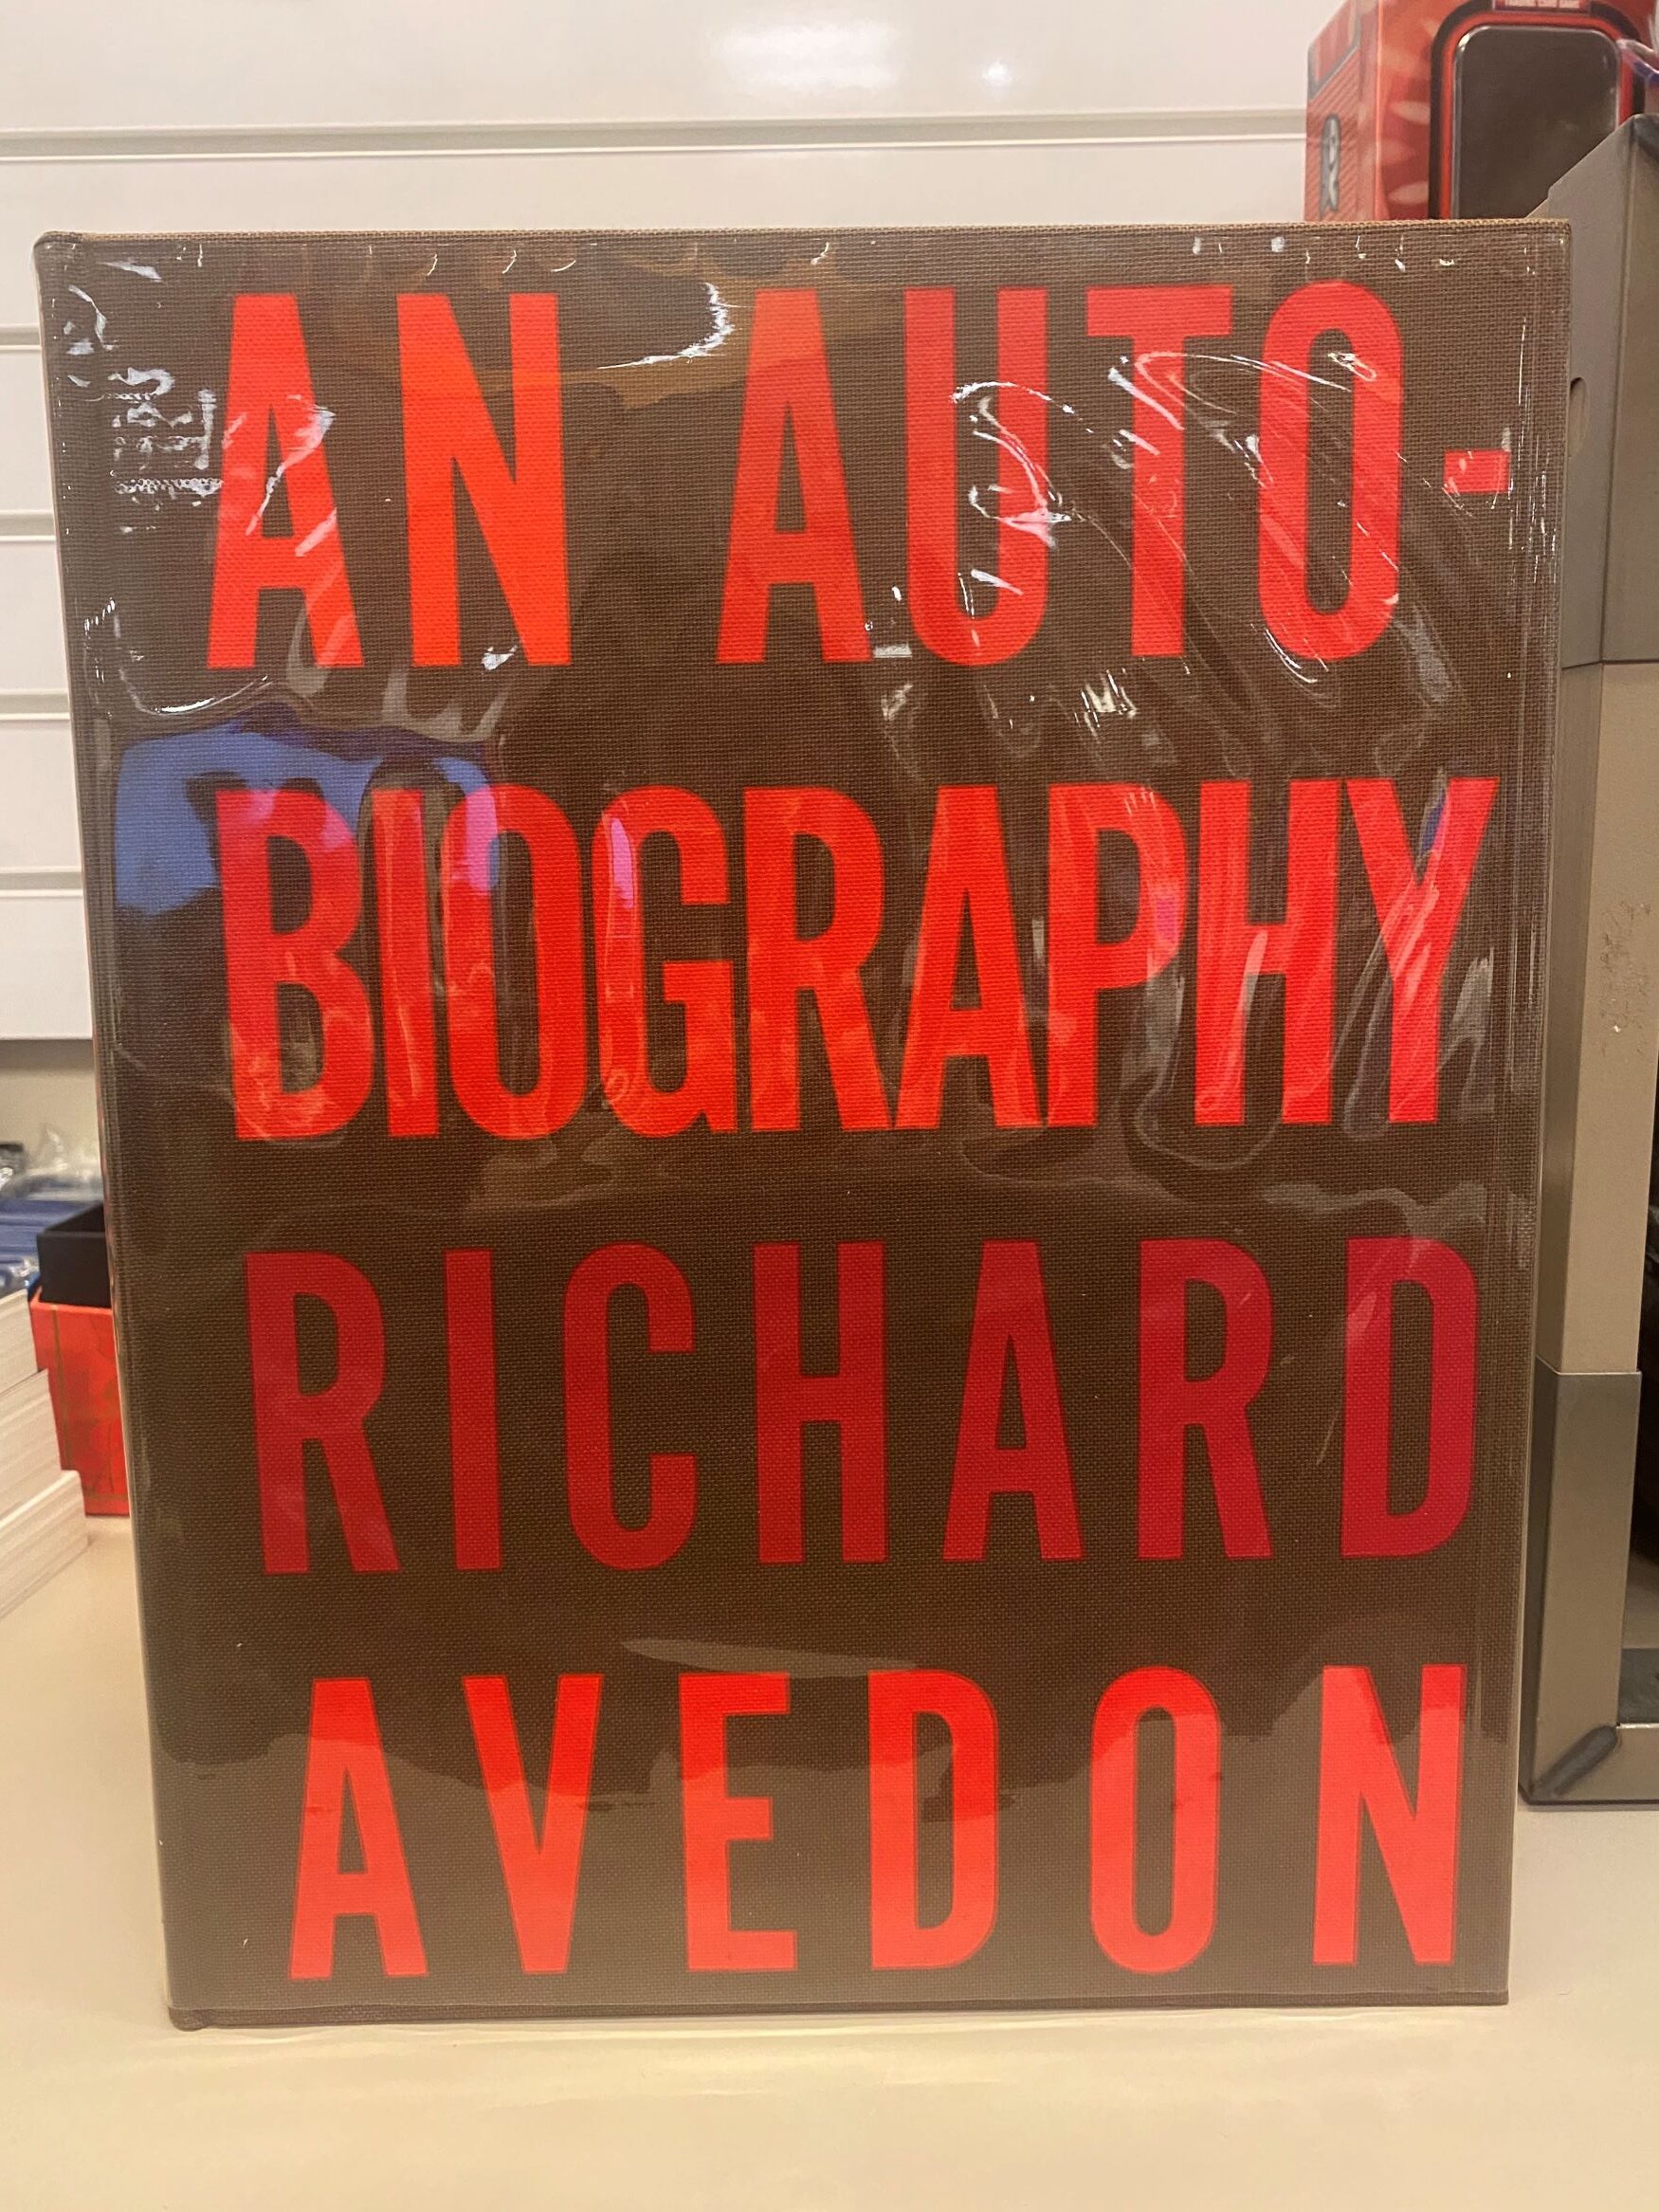 AN AUTO-
BIOGRAPHY
RICHARD
AVEDON